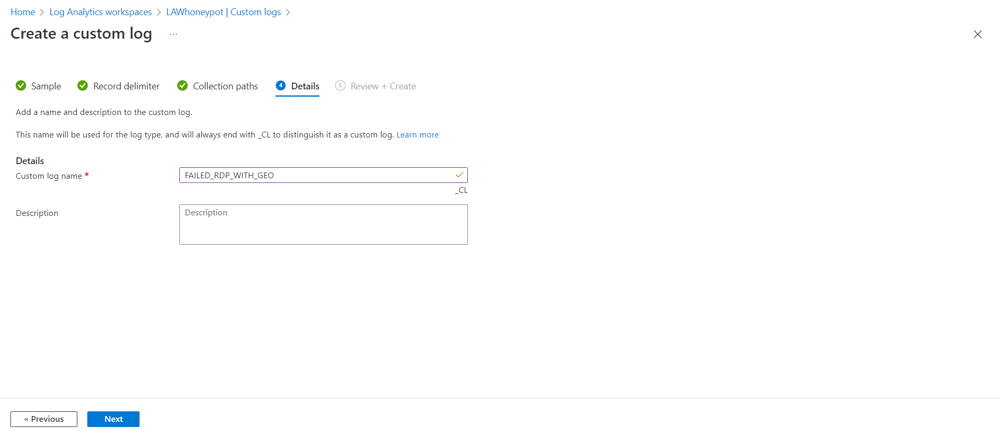 Home > Log Analytics workspaces > LAWhoneypot | Custom logs >
Create a custom log ...
Sample Record delimiter Collection paths 4 Details 5 Review + Create
Add a name and description to the custom log.
This name will be used for the log type, and will always end with _CL to distinguish it as a custom log. Learn more
Details
Custom log name * FAILED_RDP_WITH_GEO
_CL
Description Description
« Previous Next